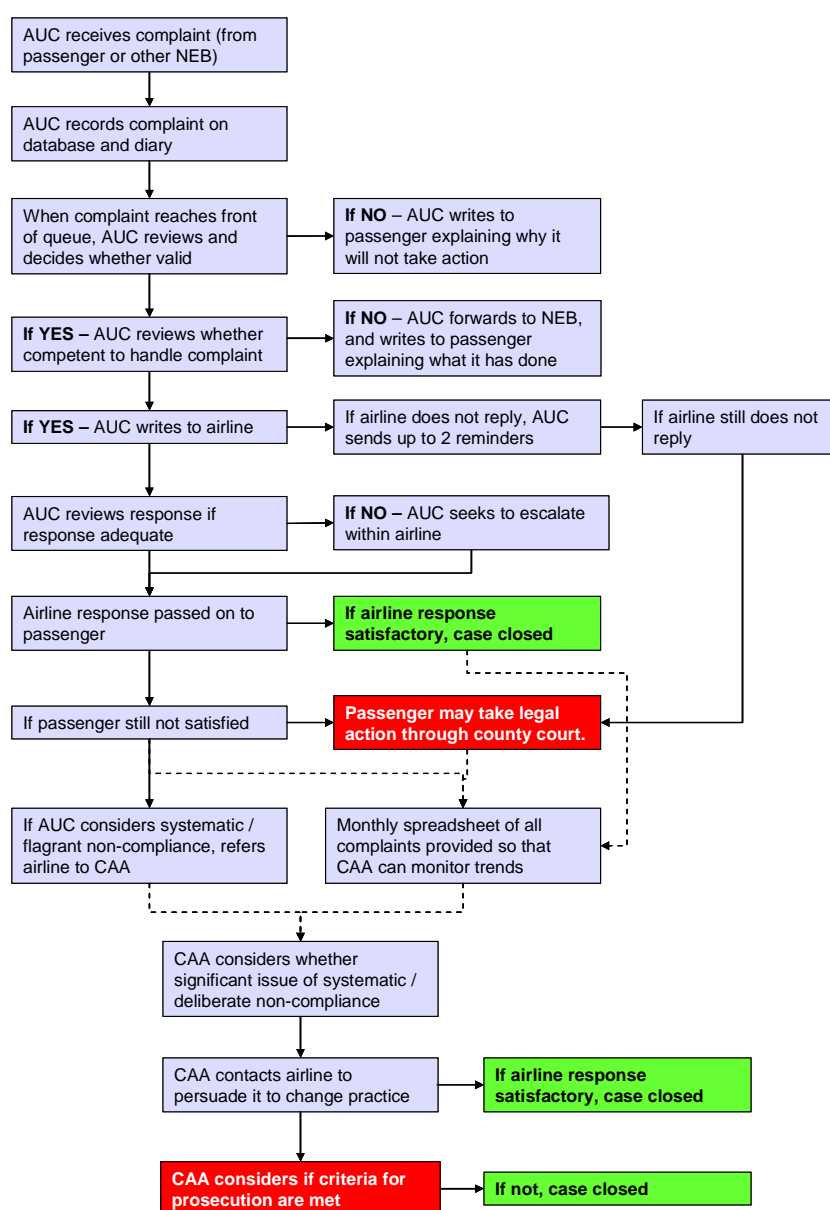 AUC receives complaint (from
passenger or other NEB)
AUC records complaint on
database and diary
When complaint reaches front
of queue, AUC reviews and
decides whether valid
If NO – AUC writes to
passenger explaining why it
will not take action
If YES – AUC reviews whether
competent to handle complaint
If NO – AUC forwards to NEB,
and writes to passenger
explaining what it has done
If YES – AUC writes to airline
If airline does not reply, AUC
sends up to 2 reminders
If airline still does not
reply
AUC reviews response if
response adequate
If NO – AUC seeks to escalate
within airline
Airline response passed on to
passenger
If airline response
satisfactory, case closed
If passenger still not satisfied
Passenger may take legal
action through county court.
If AUC considers systematic /
flagrant non-compliance, refers
airline to CAA
Monthly spreadsheet of all
complaints provided so that
CAA can monitor trends
CAA considers whether
significant issue of systematic /
deliberate non-compliance
CAA contacts airline to
persuade it to change practice
If airline response
satisfactory, case closed
CAA considers if criteria for
prosecution are met
If not, case closed